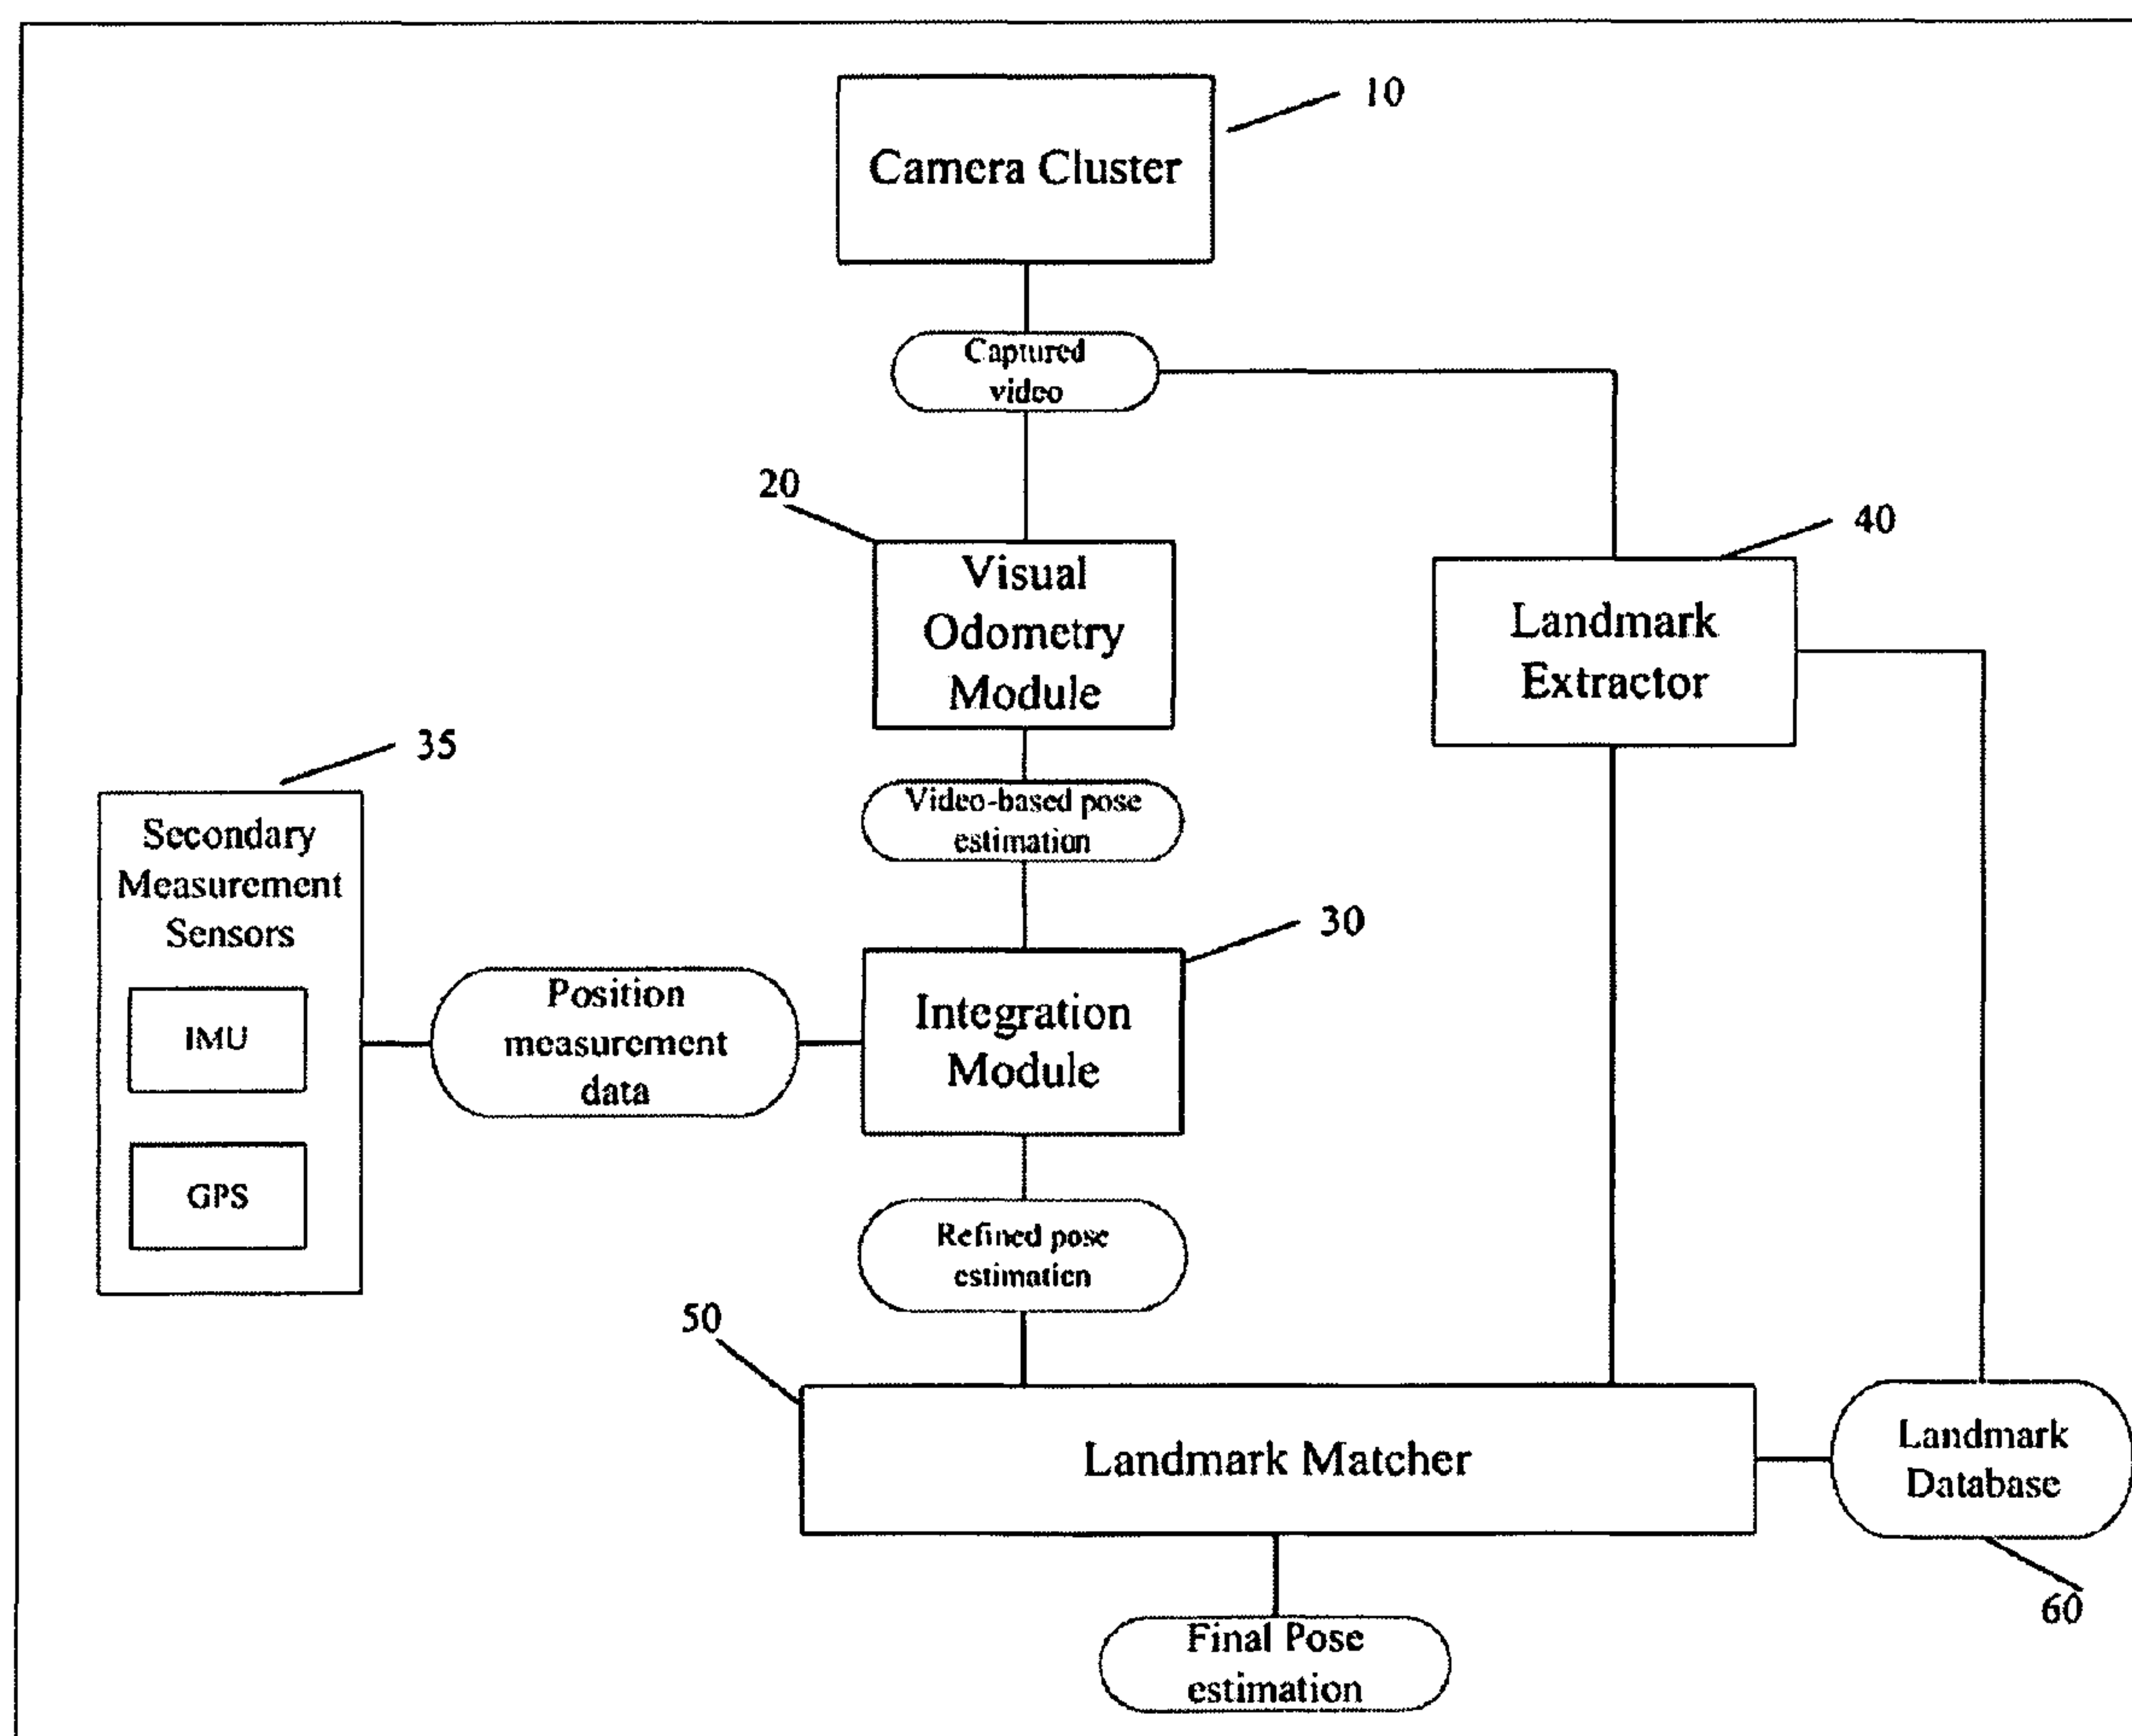 10
Camera Cluster
Captured
video
20
40
Visual
Odometry
Module
Landmark
Extractor
35
Video-based pose
estimation
Secondary
Measurement
Sensors
IMU
GPS
30
Position
measurement
data
Integration
Module
Refined pose
estimation
50
Landmark Matcher
Landmark
Database
60
Final Pose
estimation